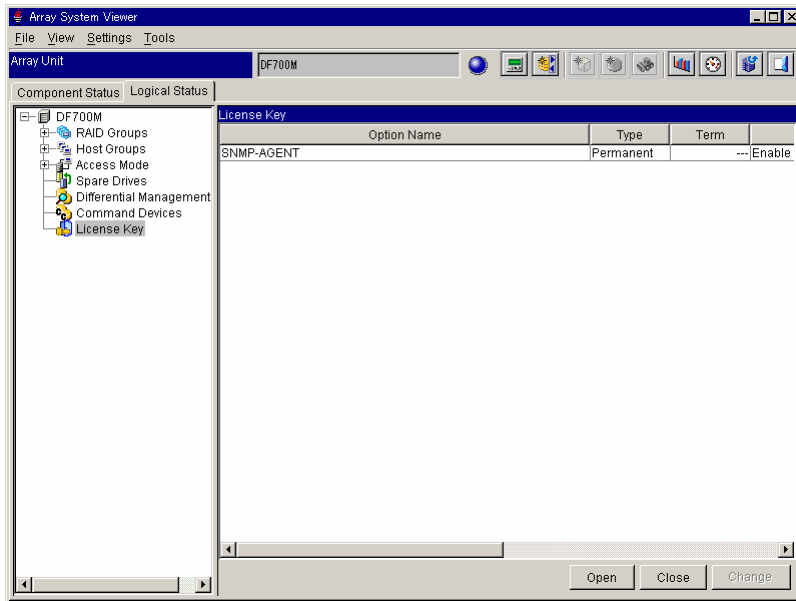 Array System Viewer
File View Settings Tools
Array Unit
DF700M
Component Status Logical Status
DF700M
RAID Groups
Host Groups
Access Mode
Spare Drives
Differential Management
Command Devices
License Key
License Key
Option Name Type Term
SNMP-AGENT Permanent --- Enable
Open Close Change